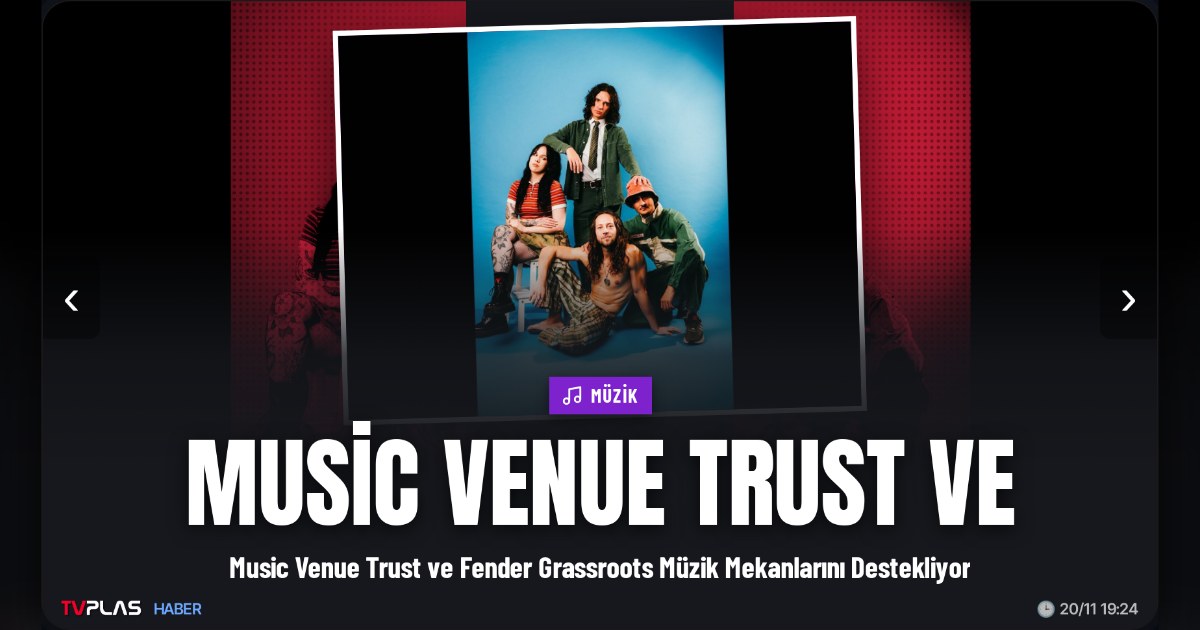 MÜZİK
MUSİC VENUE TRUST VE
Music Venue Trust ve Fender Grassroots Müzik Mekanlarını Destekliyor
TVPLAS HABER
20/11 19:24